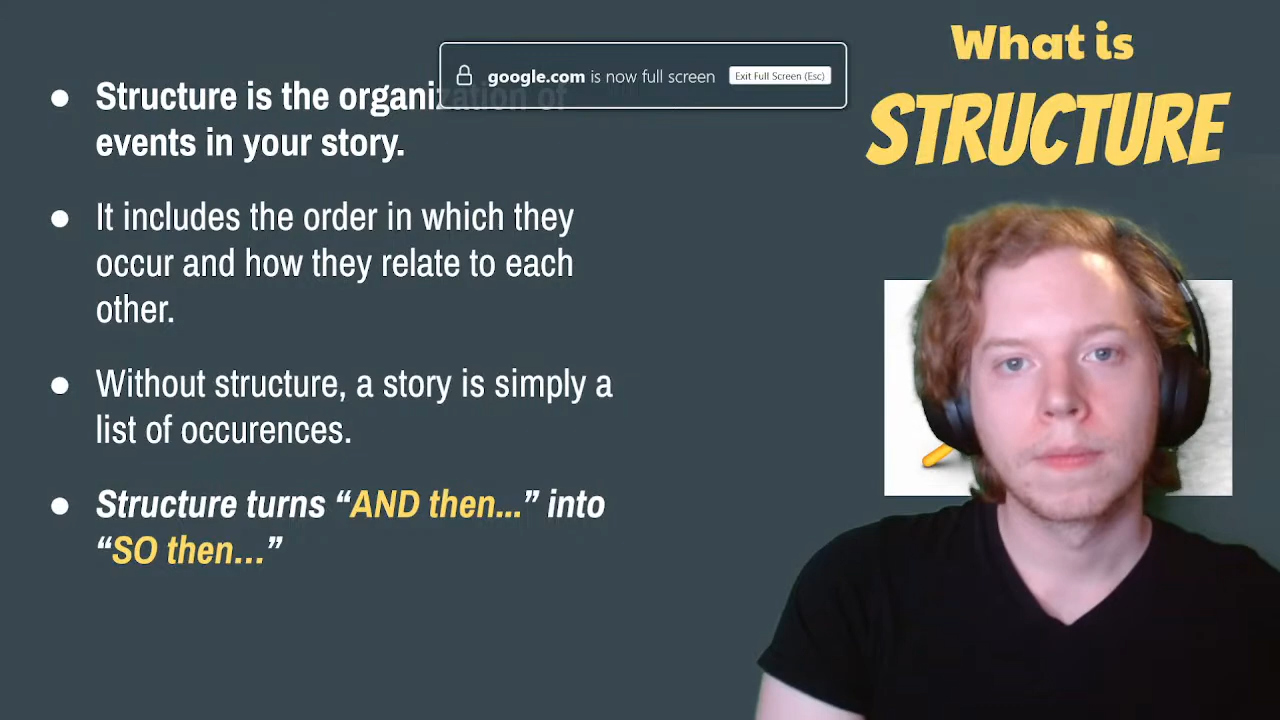 google.com is now full screen Exit Full Screen (Esc)
What is
STRUCTURE
● Structure is the organization of
events in your story.
● It includes the order in which they
occur and how they relate to each
other.
● Without structure, a story is simply a
list of occurences.
● Structure turns “AND then...” into
“SO then...”